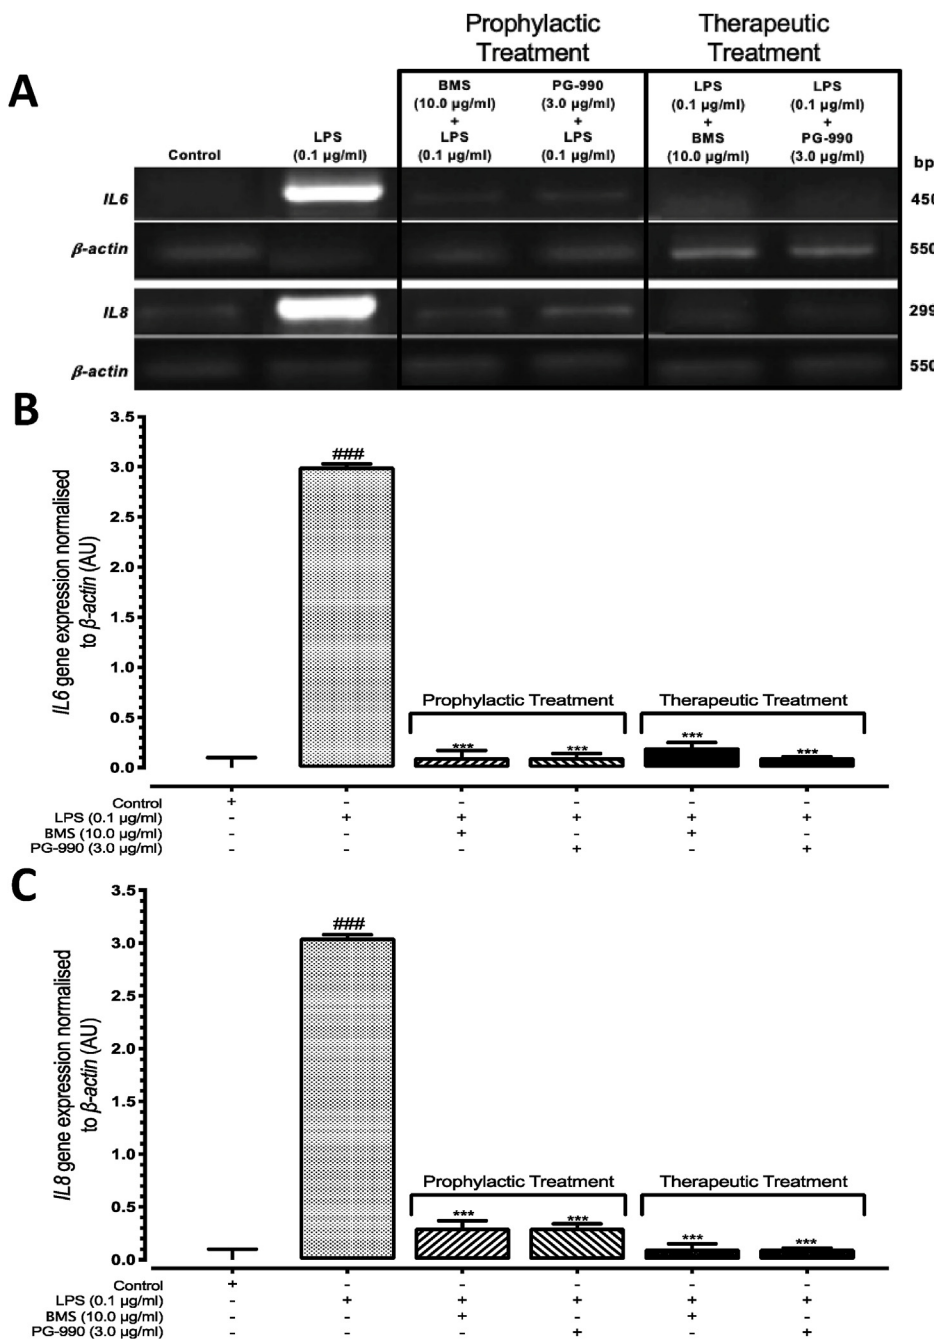 Prophylactic Treatment
Therapeutic Treatment
A
BMS (10.0 µg/ml) + LPS (0.1 µg/ml)
PG-990 (3.0 µg/ml) + LPS (0.1 µg/ml)
LPS (0.1 µg/ml) + BMS (10.0 µg/ml)
LPS (0.1 µg/ml) + PG-990 (3.0 µg/ml)
Control
LPS (0.1 µg/ml)
bp
IL6
450
β-actin
550
IL8
299
β-actin
550
B
IL6 gene expression normalised
to β-actin (AU)
3.5
3.0
2.5
2.0
1.5
1.0
0.5
0.0
###
Prophylactic Treatment
Therapeutic Treatment
*** *** *** ***
Control + - - - - -
LPS (0.1 µg/ml) - + + + + +
BMS (10.0 µg/ml) - - + - + -
PG-990 (3.0 µg/ml) - - - + - +
C
IL8 gene expression normalised
to β-actin (AU)
3.5
3.0
2.5
2.0
1.5
1.0
0.5
0.0
###
Prophylactic Treatment
Therapeutic Treatment
*** *** *** ***
Control + - - - - -
LPS (0.1 µg/ml) - + + + + +
BMS (10.0 µg/ml) - - + - + -
PG-990 (3.0 µg/ml) - - - + - +